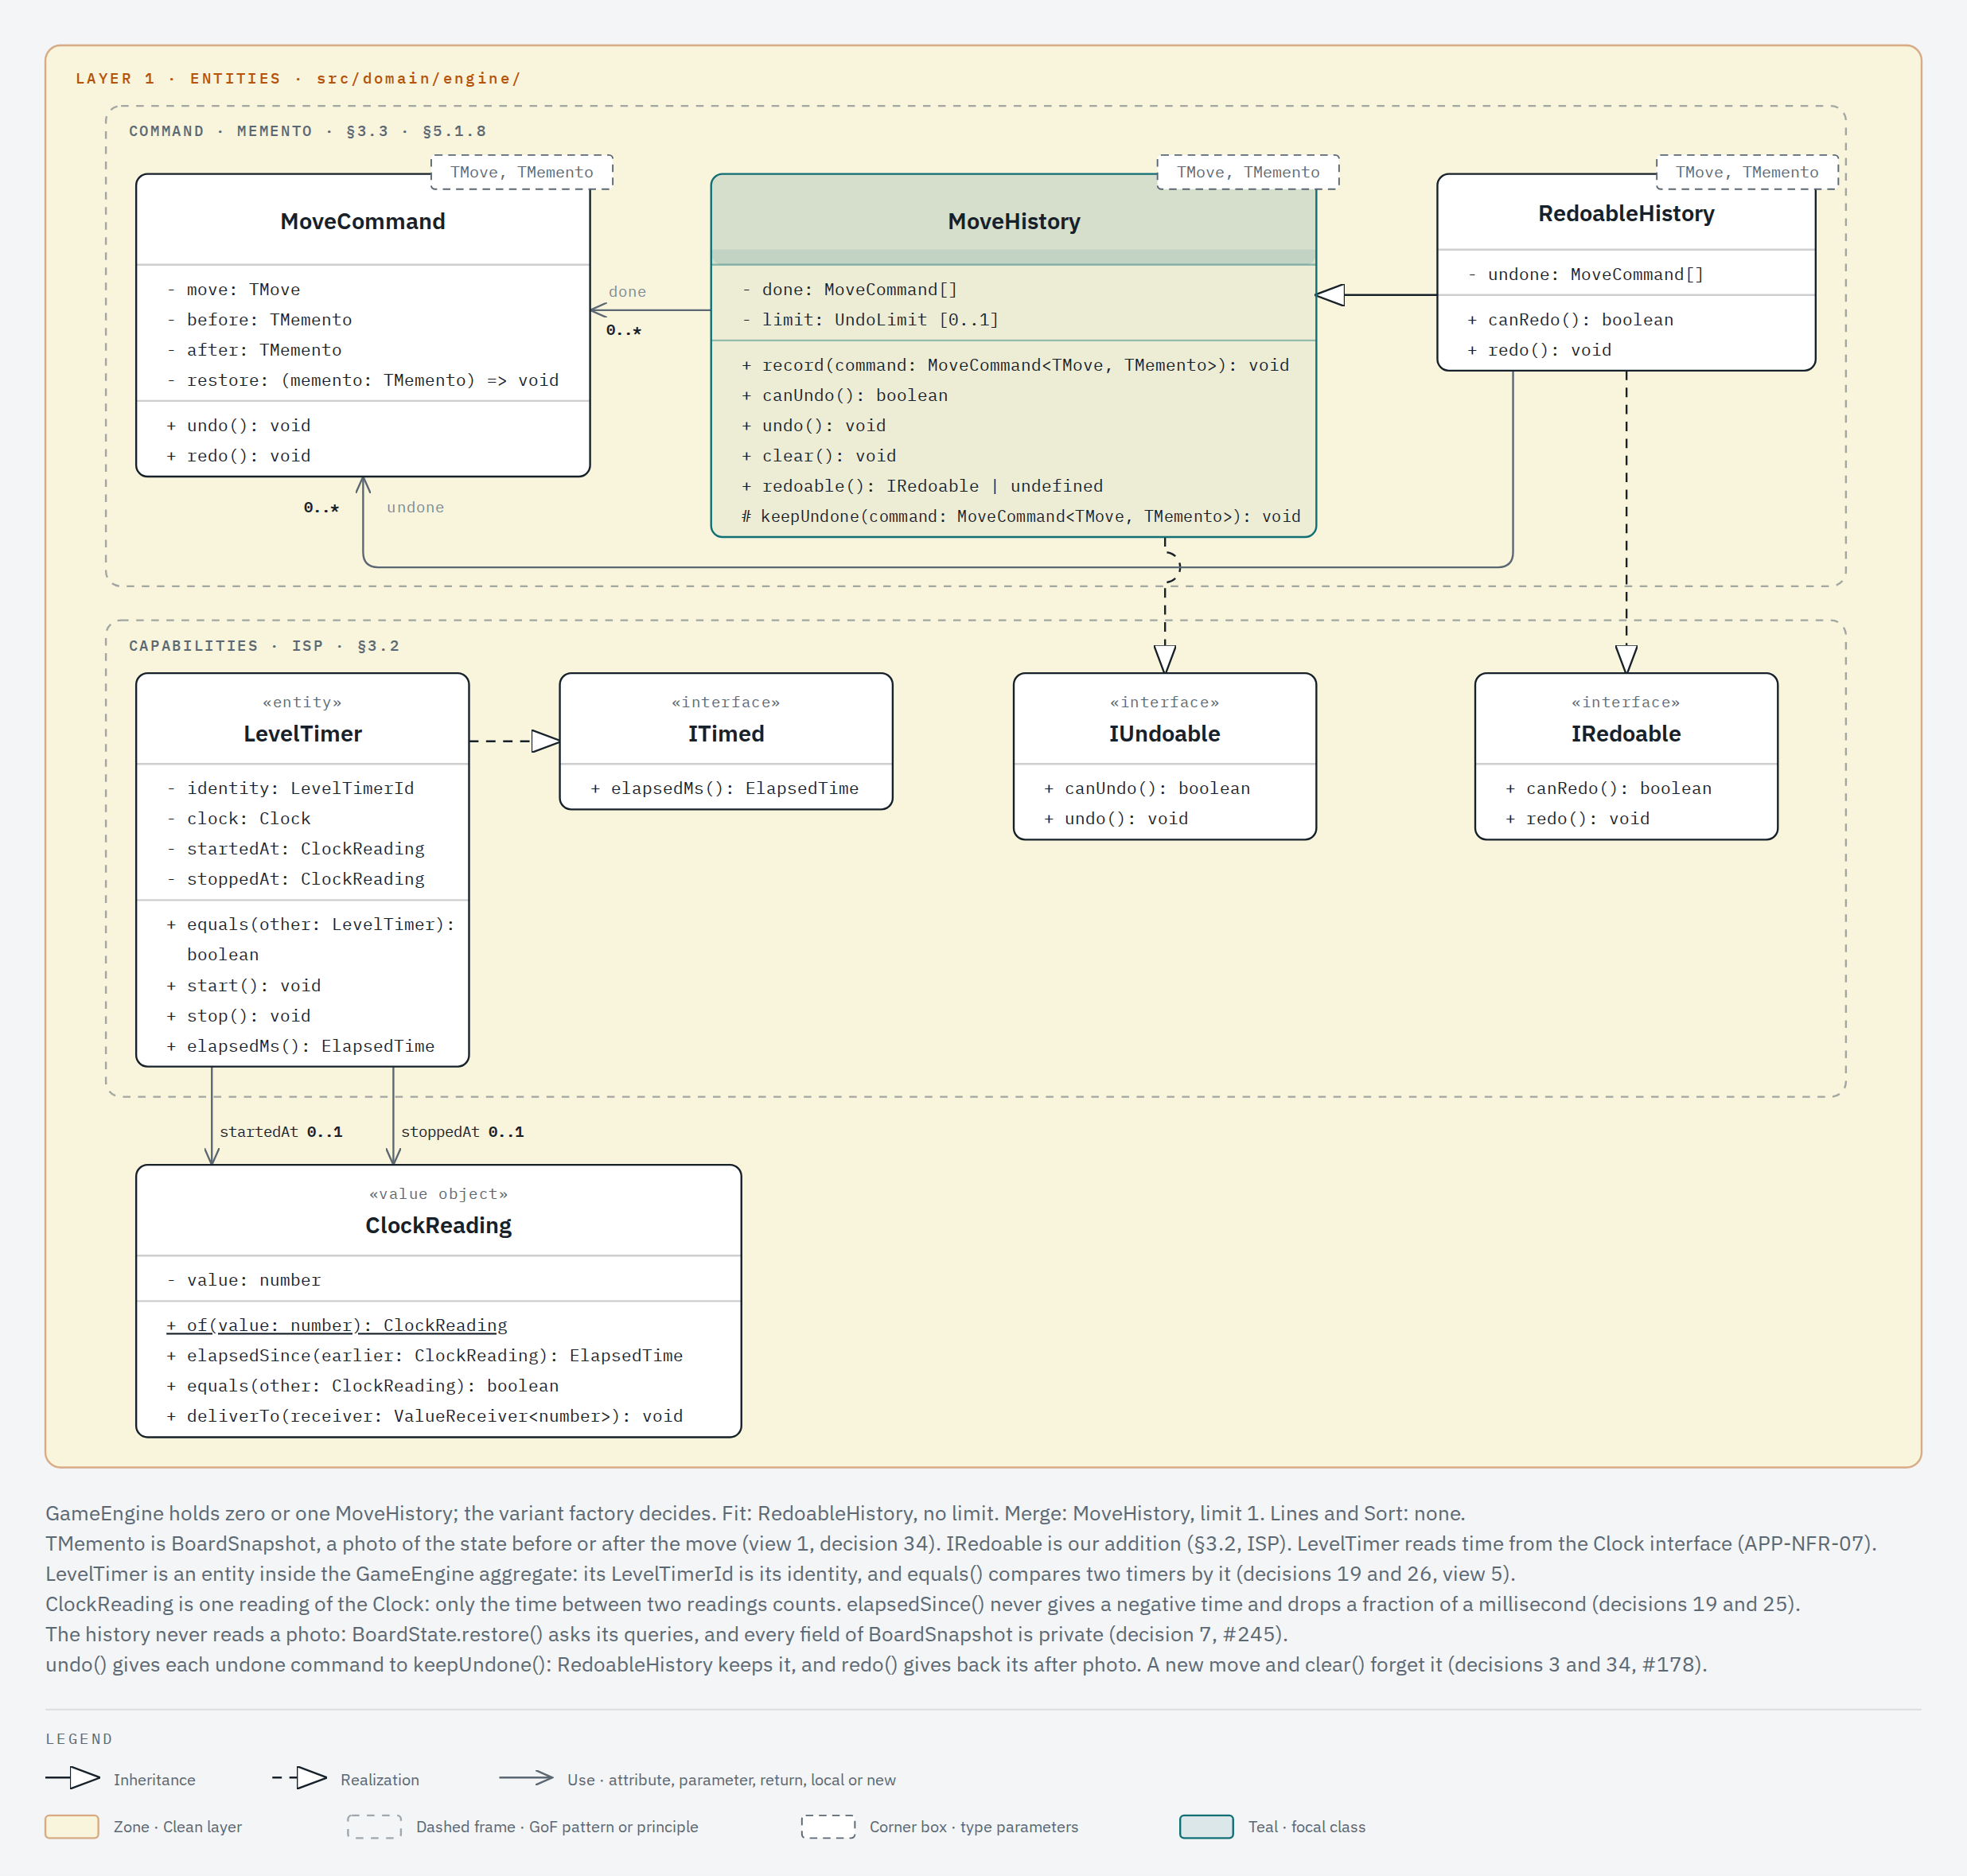 LAYER 1 · ENTITIES · src/domain/engine/
COMMAND · MEMENTO · §3.3 · §5.1.8
TMove, TMemento
MoveCommand
- move: TMove
- before: TMemento
- after: TMemento
- restore: (memento: TMemento) => void
+ undo(): void
+ redo(): void
done
0..*
TMove, TMemento
MoveHistory
- done: MoveCommand[]
- limit: UndoLimit [0..1]
+ record(command: MoveCommand<TMove, TMemento>): void
+ canUndo(): boolean
+ undo(): void
+ clear(): void
+ redoable(): IRedoable | undefined
# keepUndone(command: MoveCommand<TMove, TMemento>): void
TMove, TMemento
RedoableHistory
- undone: MoveCommand[]
+ canRedo(): boolean
+ redo(): void
0..*
undone
CAPABILITIES · ISP · §3.2
«entity»
LevelTimer
- identity: LevelTimerId
- clock: Clock
- startedAt: ClockReading
- stoppedAt: ClockReading
+ equals(other: LevelTimer):
boolean
+ start(): void
+ stop(): void
+ elapsedMs(): ElapsedTime
«interface»
ITimed
+ elapsedMs(): ElapsedTime
«interface»
IUndoable
+ canUndo(): boolean
+ undo(): void
«interface»
IRedoable
+ canRedo(): boolean
+ redo(): void
startedAt 0..1
stoppedAt 0..1
«value object»
ClockReading
- value: number
+ of(value: number): ClockReading
+ elapsedSince(earlier: ClockReading): ElapsedTime
+ equals(other: ClockReading): boolean
+ deliverTo(receiver: ValueReceiver<number>): void
GameEngine holds zero or one MoveHistory; the variant factory decides. Fit: RedoableHistory, no limit. Merge: MoveHistory, limit 1. Lines and Sort: none.
TMemento is BoardSnapshot, a photo of the state before or after the move (view 1, decision 34). IRedoable is our addition (§3.2, ISP). LevelTimer reads time from the Clock interface (APP-NFR-07).
LevelTimer is an entity inside the GameEngine aggregate: its LevelTimerId is its identity, and equals() compares two timers by it (decisions 19 and 26, view 5).
ClockReading is one reading of the Clock: only the time between two readings counts. elapsedSince() never gives a negative time and drops a fraction of a millisecond (decisions 19 and 25).
The history never reads a photo: BoardState.restore() asks its queries, and every field of BoardSnapshot is private (decision 7, #245).
undo() gives each undone command to keepUndone(): RedoableHistory keeps it, and redo() gives back its after photo. A new move and clear() forget it (decisions 3 and 34, #178).
LEGEND
Inheritance
Realization
Use · attribute, parameter, return, local or new
Zone · Clean layer
Dashed frame · GoF pattern or principle
Corner box · type parameters
Teal · focal class